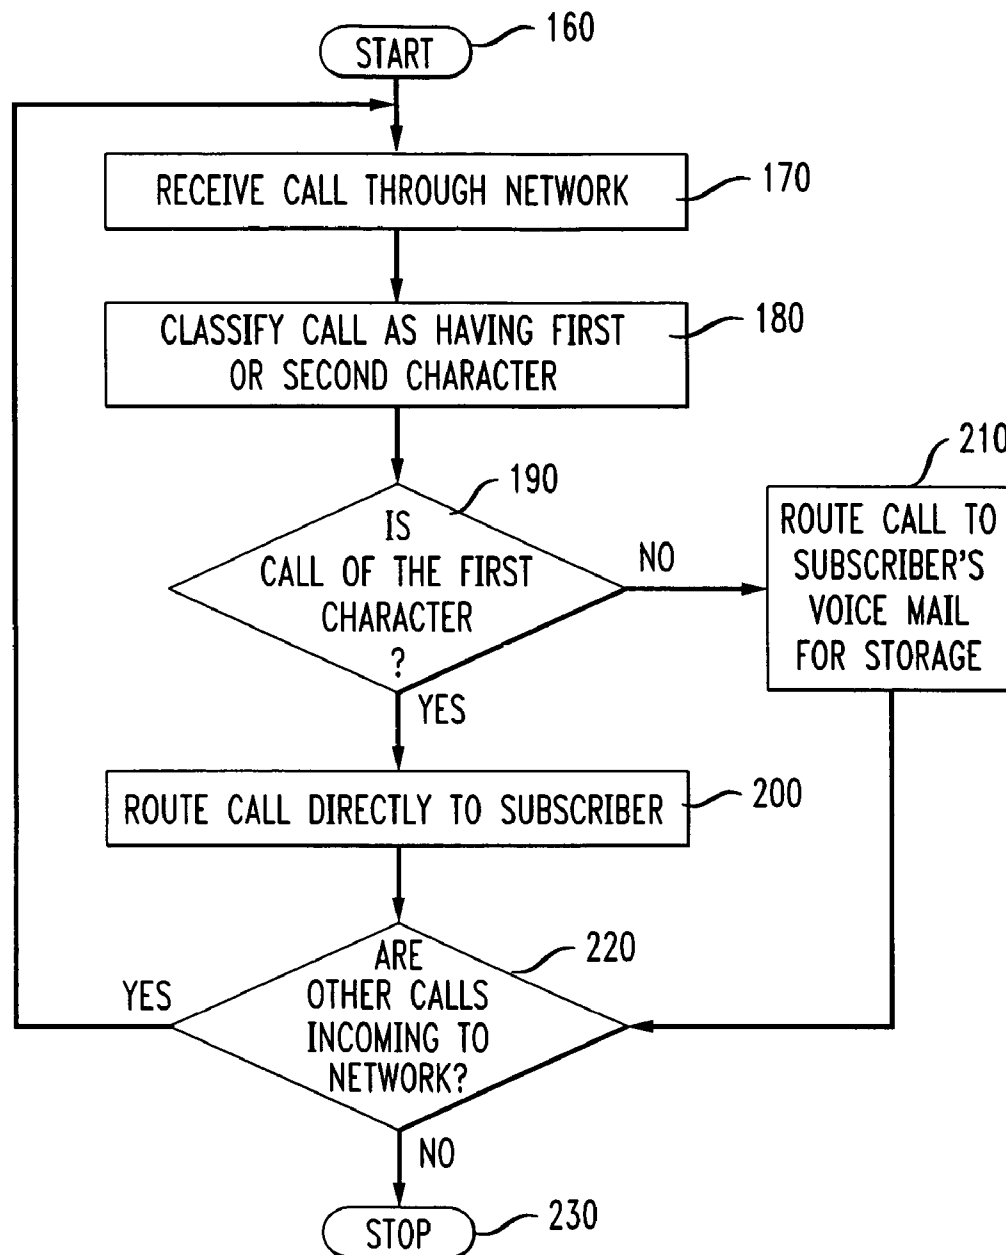 START
160
RECEIVE CALL THROUGH NETWORK
170
CLASSIFY CALL AS HAVING FIRST
OR SECOND CHARACTER
180
IS
CALL OF THE FIRST
CHARACTER
?
190
NO
210
ROUTE CALL TO
SUBSCRIBER'S
VOICE MAIL
FOR STORAGE
YES
ROUTE CALL DIRECTLY TO SUBSCRIBER
200
ARE
OTHER CALLS
INCOMING TO
NETWORK?
220
YES
NO
STOP
230